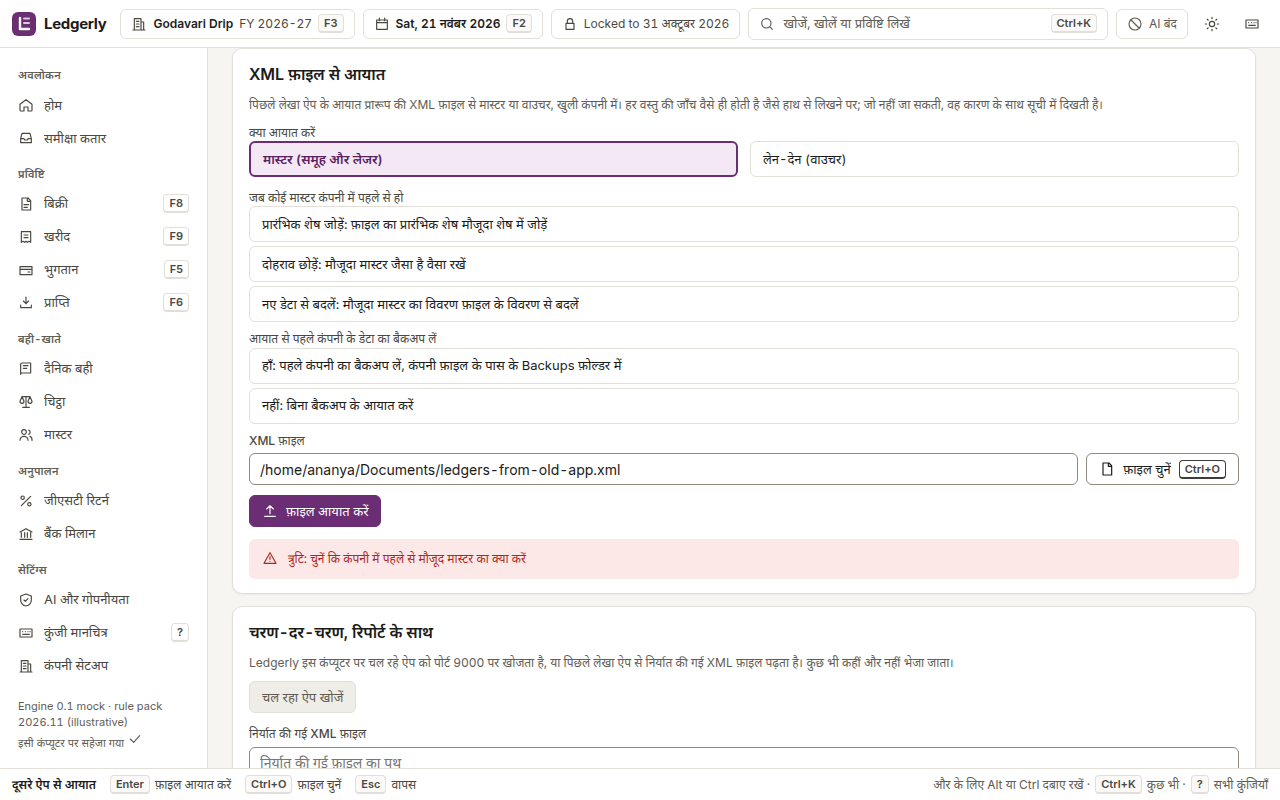 Ledgerly
Godavari Drip FY 2026-27 F3
Sat, 21 नवंबर 2026 F2
Locked to 31 अक्टूबर 2026
खोजें, खोलें या प्रविष्टि लिखें Ctrl+K
AI बंद
अवलोकन
होम
समीक्षा कतार
प्रविष्टि
बिक्री F8
खरीद F9
भुगतान F5
प्राप्ति F6
बही-खाते
दैनिक बही
चिट्ठा
मास्टर
अनुपालन
जीएसटी रिटर्न
बैंक मिलान
सेटिंग्स
AI और गोपनीयता
कुंजी मानचित्र ?
कंपनी सेटअप
Engine 0.1 mock · rule pack
2026.11 (illustrative)
इसी कंप्यूटर पर सहेजा गया
XML फ़ाइल से आयात
पिछले लेखा ऐप के आयात प्रारूप की XML फ़ाइल से मास्टर या वाउचर, खुली कंपनी में। हर वस्तु की जाँच वैसे ही होती है जैसे हाथ से लिखने पर; जो नहीं जा सकती, वह कारण के साथ सूची में दिखती है।
क्या आयात करें
मास्टर (समूह और लेजर)
लेन-देन (वाउचर)
जब कोई मास्टर कंपनी में पहले से हो
प्रारंभिक शेष जोड़ें: फ़ाइल का प्रारंभिक शेष मौजूदा शेष में जोड़ें
दोहराव छोड़ें: मौजूदा मास्टर जैसा है वैसा रखें
नए डेटा से बदलें: मौजूदा मास्टर का विवरण फ़ाइल के विवरण से बदलें
आयात से पहले कंपनी के डेटा का बैकअप लें
हाँ: पहले कंपनी का बैकअप लें, कंपनी फ़ाइल के पास के Backups फ़ोल्डर में
नहीं: बिना बैकअप के आयात करें
XML फ़ाइल
/home/ananya/Documents/ledgers-from-old-app.xml
फ़ाइल चुनें Ctrl+O
फ़ाइल आयात करें
त्रुटि: चुनें कि कंपनी में पहले से मौजूद मास्टर का क्या करें
चरण-दर-चरण, रिपोर्ट के साथ
Ledgerly इस कंप्यूटर पर चल रहे ऐप को पोर्ट 9000 पर खोजता है, या पिछले लेखा ऐप से निर्यात की गई XML फ़ाइल पढ़ता है। कुछ भी कहीं और नहीं भेजा जाता।
चल रहा ऐप खोजें
निर्यात की गई XML फ़ाइल
निर्यात की गई फ़ाइल का पथ
दूसरे ऐप से आयात Enter फ़ाइल आयात करें Ctrl+O फ़ाइल चुनें Esc वापस
और के लिए Alt या Ctrl दबाए रखें · Ctrl+K कुछ भी · ? सभी कुंजियाँ